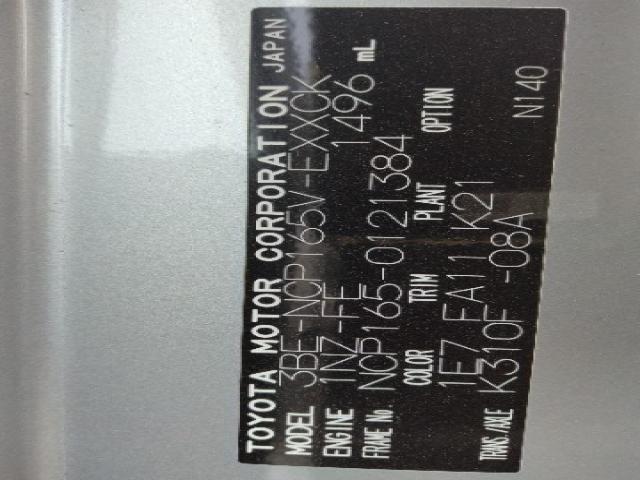 TOYOTA MOTOR CORPORATION JAPAN
MODEL 3BE-NCP165V-EXXCK
ENGINE 1NZ-FE 1496 mL
FRAME No. NCP165-0121384
COLOR TRIM PLANT OPTION
1E7 FA11 K21
TRANS./AXLE K310F -08A N140